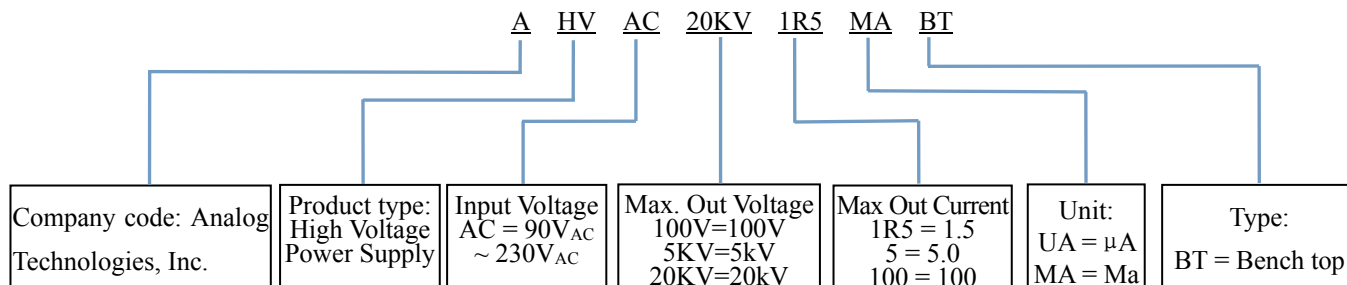 A HV AC 20KV 1R5 MA BT
Company code: Analog
Technologies, Inc.
Product type:
High Voltage
Power Supply
Input Voltage
AC = 90VAC
~ 230VAC
Max. Out Voltage
100V=100V
5KV=5kV
20KV=20kV
Max Out Current
1R5 = 1.5
5 = 5.0
100 = 100
Unit:
UA = μA
MA = Ma
Type:
BT = Bench top